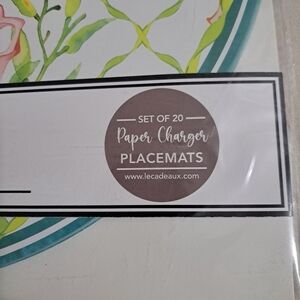 SET OF 20
Paper Charger
PLACEMATS
www.lecadeaux.com